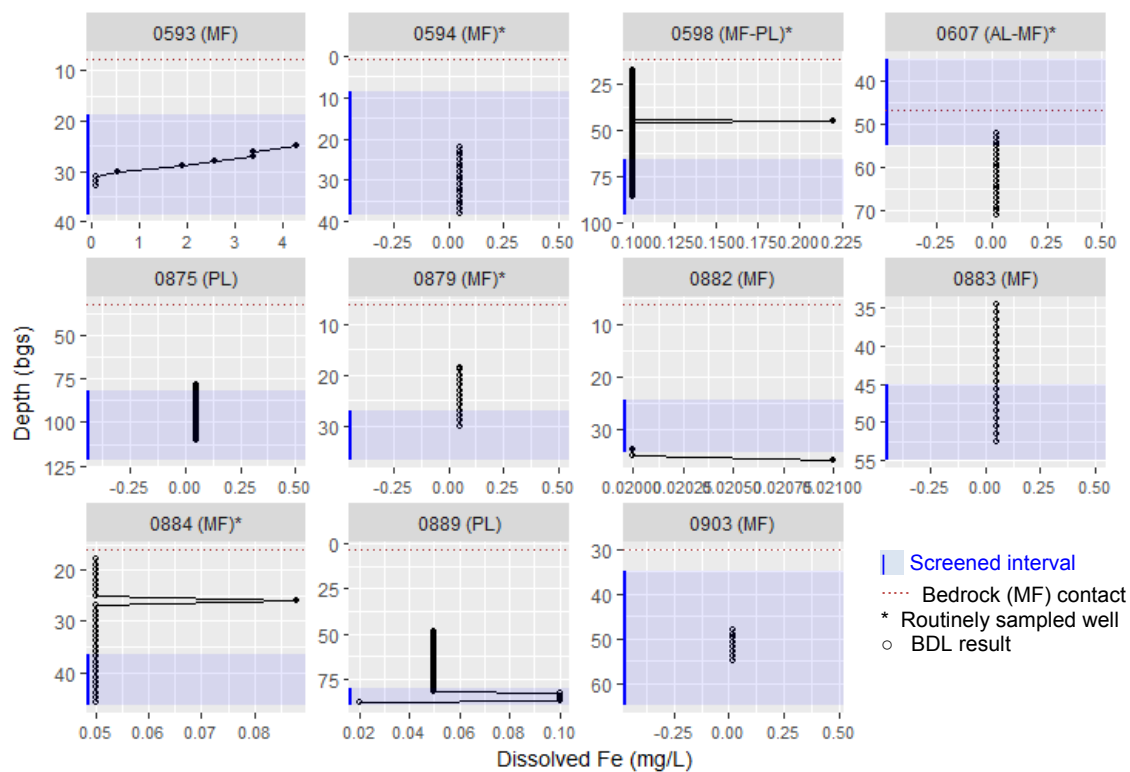 0593 (MF)
0594 (MF)*
0598 (MF-PL)*
0607 (AL-MF)*
10
20
30
40
0
10
20
30
40
25
50
75
100
40
50
60
70
0 1 2 3 4
-0.25 0.00 0.25 0.50
0.1000.1250.1500.1750.2000.225
-0.25 0.00 0.25 0.50
0875 (PL)
0879 (MF)*
0882 (MF)
0883 (MF)
50
75
100
125
10
20
30
10
20
30
35
40
45
50
55
-0.25 0.00 0.25 0.50
-0.25 0.00 0.25 0.50
0.02000 0.02025 0.02050 0.02075 0.02100
-0.25 0.00 0.25 0.50
0884 (MF)*
0889 (PL)
0903 (MF)
20
30
40
0
25
50
75
30
40
50
60
0.05 0.06 0.07 0.08
0.02 0.04 0.06 0.08 0.10
-0.25 0.00 0.25 0.50
Depth (bgs)
Dissolved Fe (mg/L)
Screened interval
Bedrock (MF) contact
* Routinely sampled well
BDL result